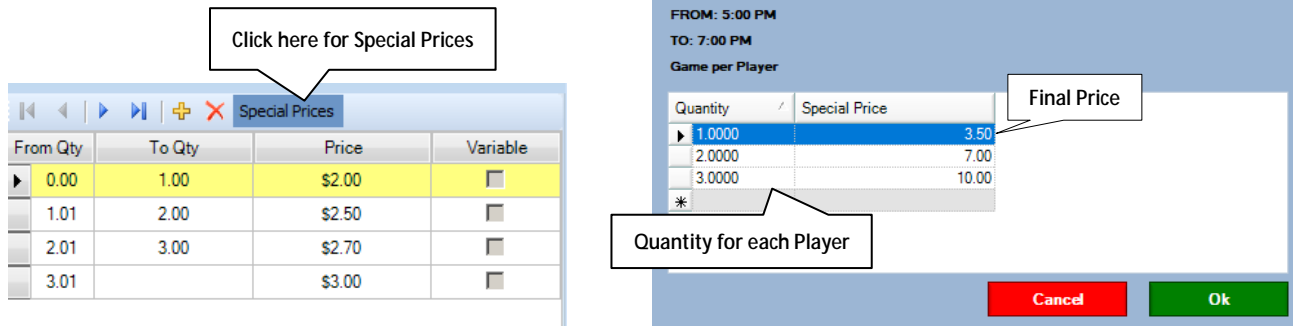 Click here for Special Prices
Special Prices
From Qty To Qty Price Variable
0.00 1.00 $2.00
1.01 2.00 $2.50
2.01 3.00 $2.70
3.01 $3.00
FROM: 5:00 PM
TO: 7:00 PM
Game per Player
Quantity Special Price
Final Price
1.0000 3.50
2.0000 7.00
3.0000 10.00
Quantity for each Player
Cancel Ok